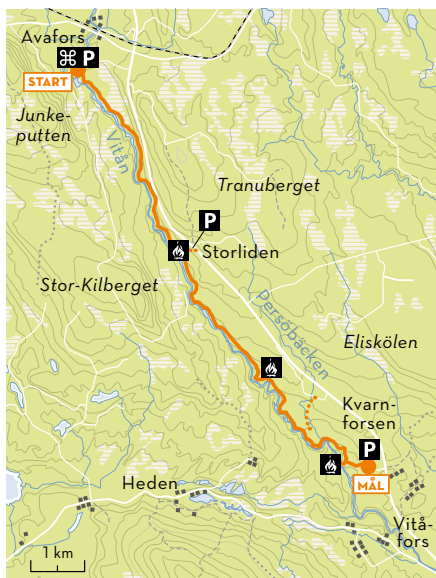 Avafors
P
START
Junke-
putten
Vitån
Tranuberget
P
Storliden
Stor-Kilberget
Persöbäcken
Eliskölen
Kvarn-
forsen
P
MÅL
Heden
Vitå-
fors
1 km